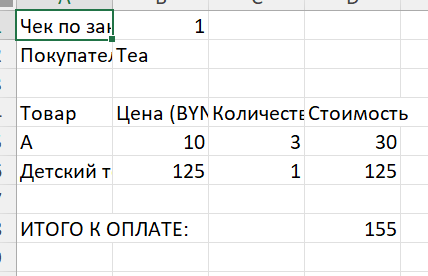 Чек по зак 1
Покупател Теа
Товар Цена (BYN Количеств Стоимость
А 10 3 30
Детский т 125 1 125
ИТОГО К ОПЛАТЕ: 155